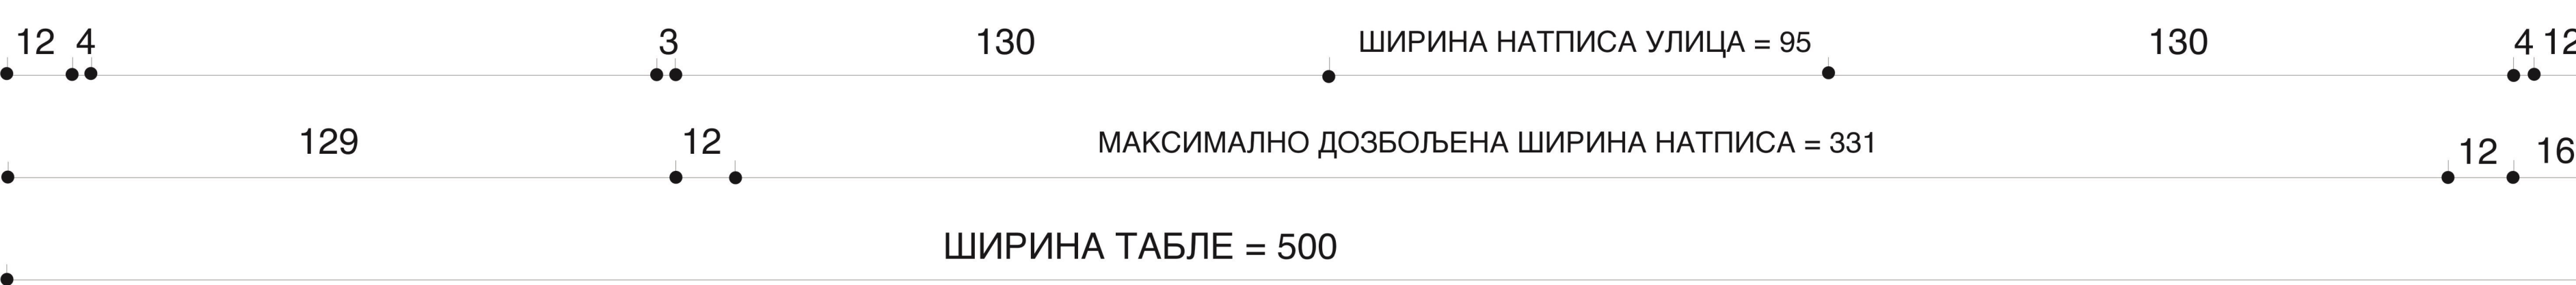 12 4 3 130 ШИРИНА НАТПИСА УЛИЦА = 95 130 4 12
129 12 МАКСИМАЛНО ДОЗБОЉЕНА ШИРИНА НАТПИСА = 331 12 16
ШИРИНА ТАБЛЕ = 500